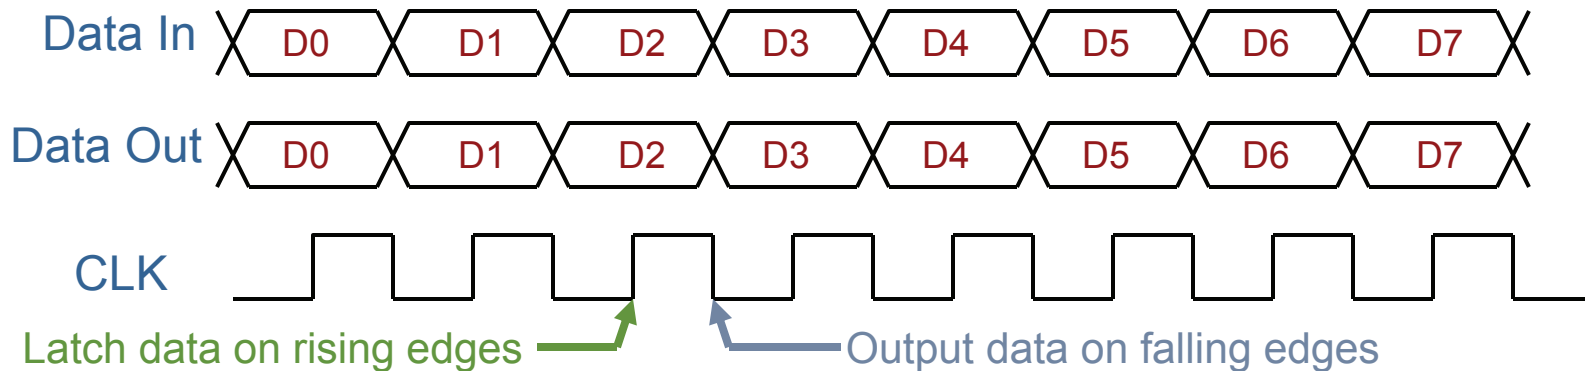 Data In D0 D1 D2 D3 D4 D5 D6 D7
Data Out D0 D1 D2 D3 D4 D5 D6 D7
CLK
Latch data on rising edges Output data on falling edges